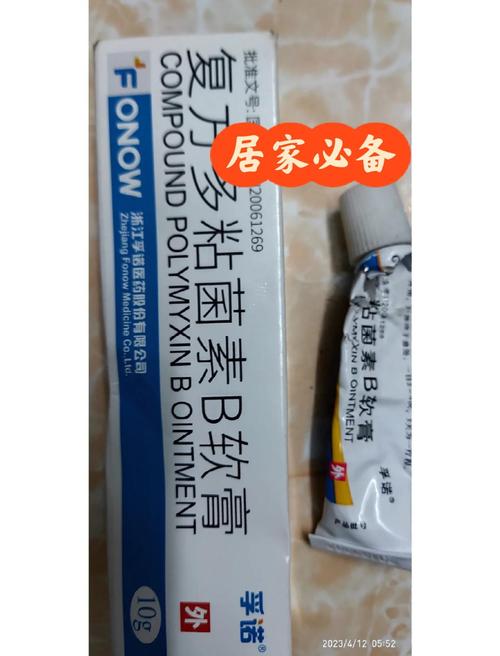 居家必备
FONOW
浙江孚诺医药股份有限公司
Zhejiang Fonow Medicine Co., Ltd.
批准文号:国
20061269
复方多粘菌素B软膏
COMPOUND POLYMYXIN B OINTMENT
10g
外
孚诺®
粘菌素B软膏
LYMYXIN B OINTMENT
外
孚诺®
2023/4/12 05:52